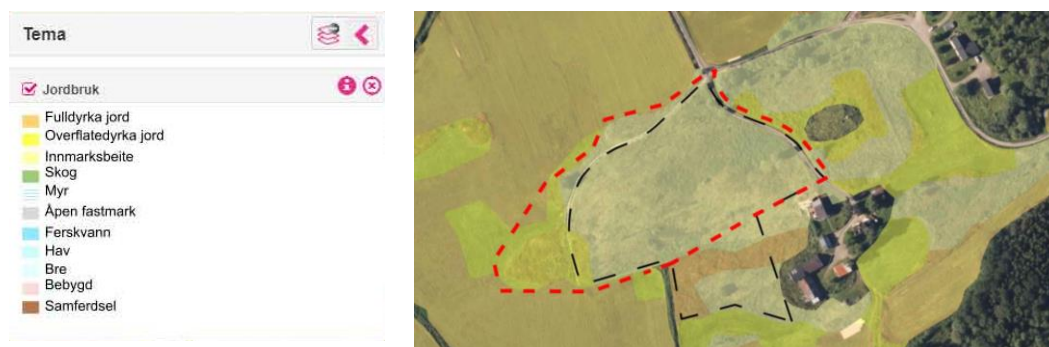 Tema
Jordbruk
Fulldyrka jord
Overflatedyrka jord
Innmarksbeite
Skog
Myr
Åpen fastmark
Ferskvann
Hav
Bre
Bebygd
Samferdsel